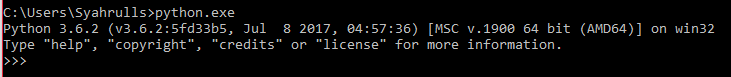 C:\Users\Syahrulls>python.exe
Python 3.6.2 (v3.6.2:5fd33b5, Jul  8 2017, 04:57:36) [MSC v.1900 64 bit (AMD64)] on win32
Type "help", "copyright", "credits" or "license" for more information.
>>>